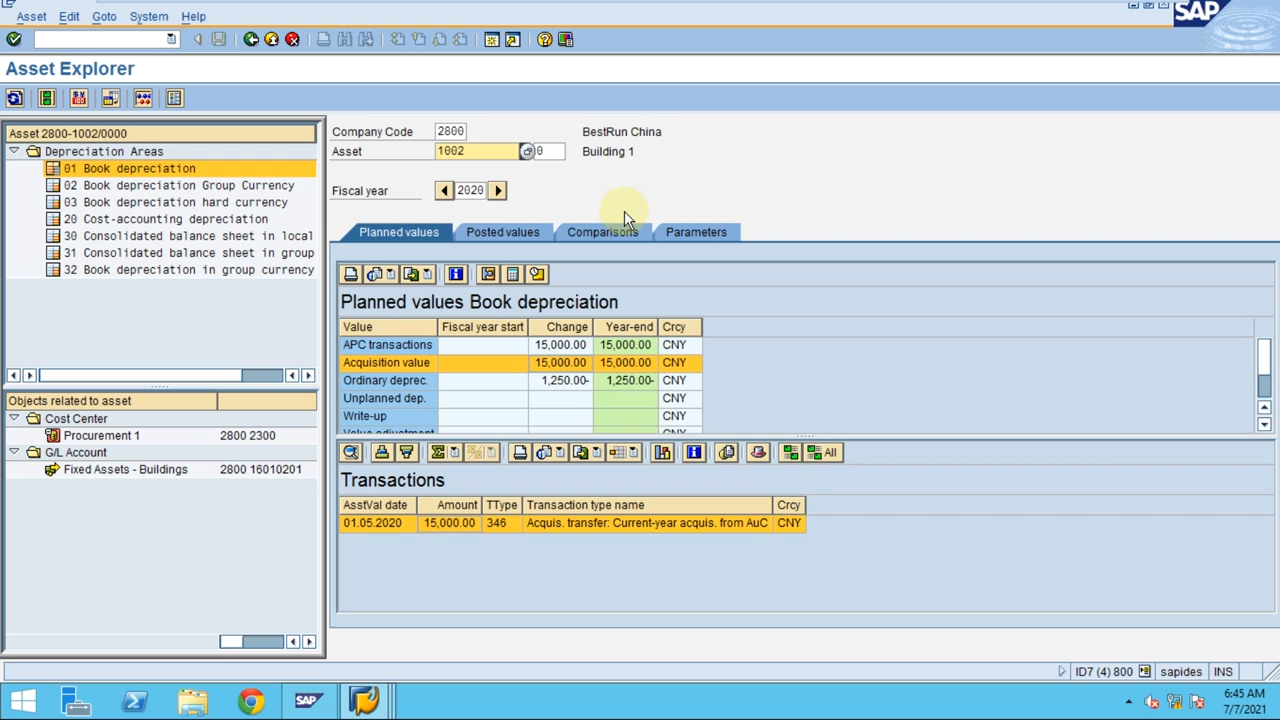 Asset Edit Goto System Help
SAP
Asset Explorer
Asset 2800-1002/0000
Depreciation Areas
01 Book depreciation
02 Book depreciation Group Currency
03 Book depreciation hard currency
20 Cost-accounting depreciation
30 Consolidated balance sheet in local
31 Consolidated balance sheet in group
32 Book depreciation in group currency
Objects related to asset
Cost Center
Procurement 1 2800 2300
G/L Account
Fixed Assets - Buildings 2800 16010201
Company Code 2800 BestRun China
Asset 1002 0 Building 1
Fiscal year 2020
Planned values Posted values Comparisons Parameters
Planned values Book depreciation
Value Fiscal year start Change Year-end Crcy
APC transactions 15,000.00 15,000.00 CNY
Acquisition value 15,000.00 15,000.00 CNY
Ordinary deprec. 1,250.00- 1,250.00- CNY
Unplanned dep. CNY
Write-up CNY
All
Transactions
AsstVal date Amount TType Transaction type name Crcy
01.05.2020 15,000.00 346 Acquis. transfer: Current-year acquis. from AuC CNY
ID7 (4) 800 sapides INS
SAP
6:45 AM
7/7/2021